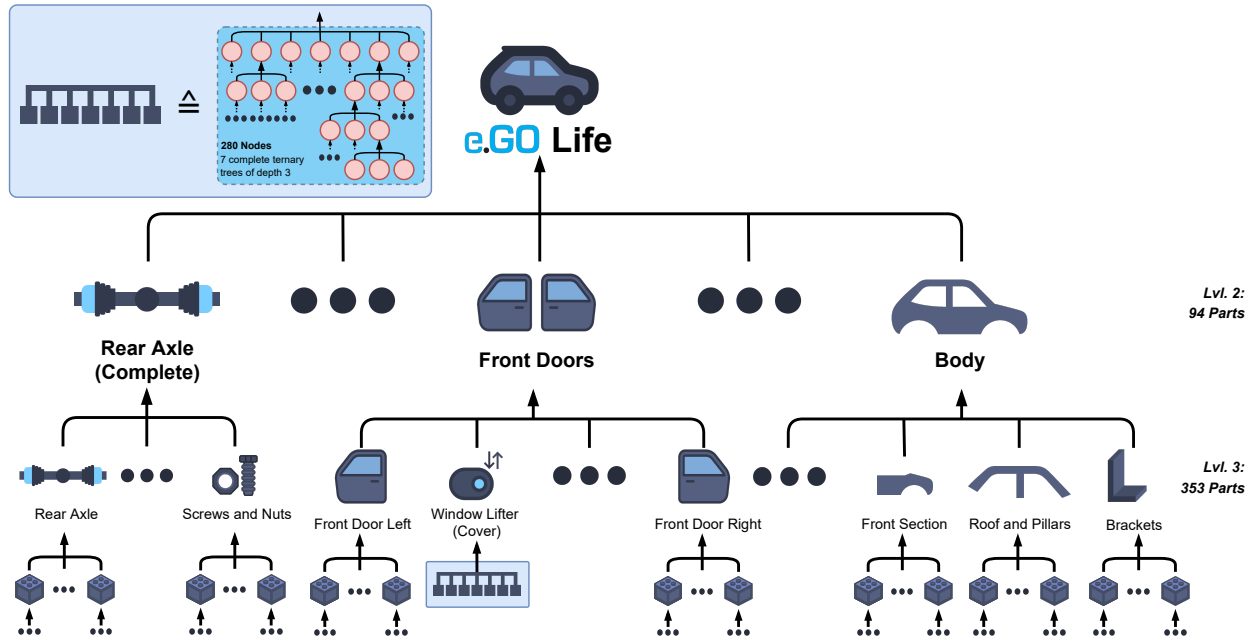 280 Nodes
7 complete ternary
trees of depth 3
≙
e.GO Life
Lvl. 2:
94 Parts
Rear Axle
(Complete)
Front Doors
Body
Lvl. 3:
353 Parts
Rear Axle
Screws and Nuts
Front Door Left
Window Lifter
(Cover)
Front Door Right
Front Section
Roof and Pillars
Brackets